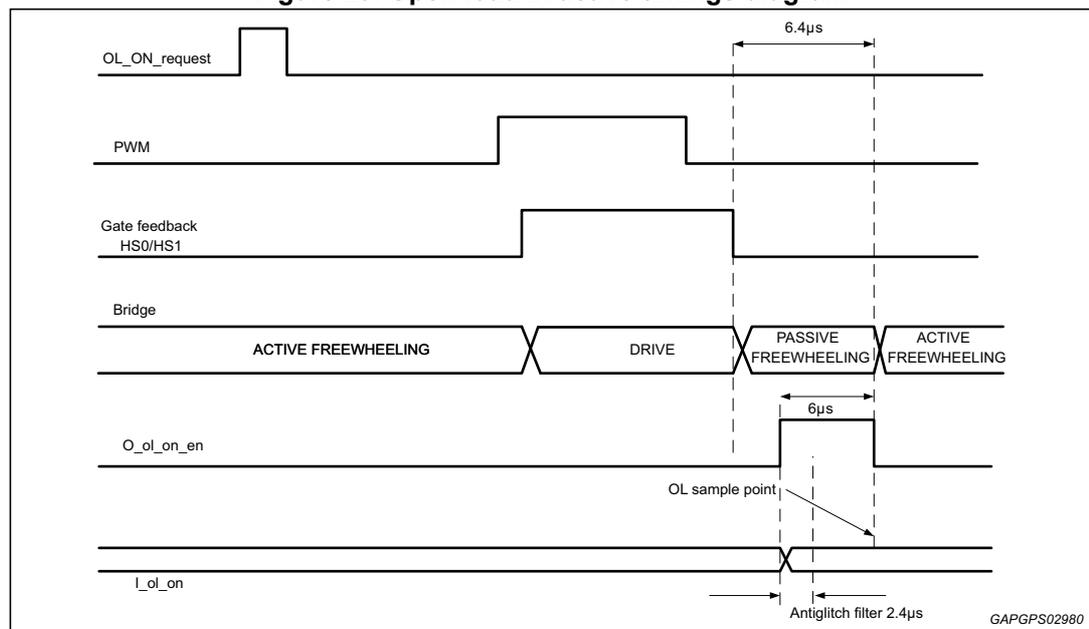 6.4µs
OL_ON_request
PWM
Gate feedback
HS0/HS1
Bridge
ACTIVE FREEWHEELING
DRIVE
PASSIVE
FREEWHEELING
ACTIVE
FREEWHEELING
6µs
O_ol_on_en
OL sample point
I_ol_on
Antiglitch filter 2.4µs
GAPGPS02980